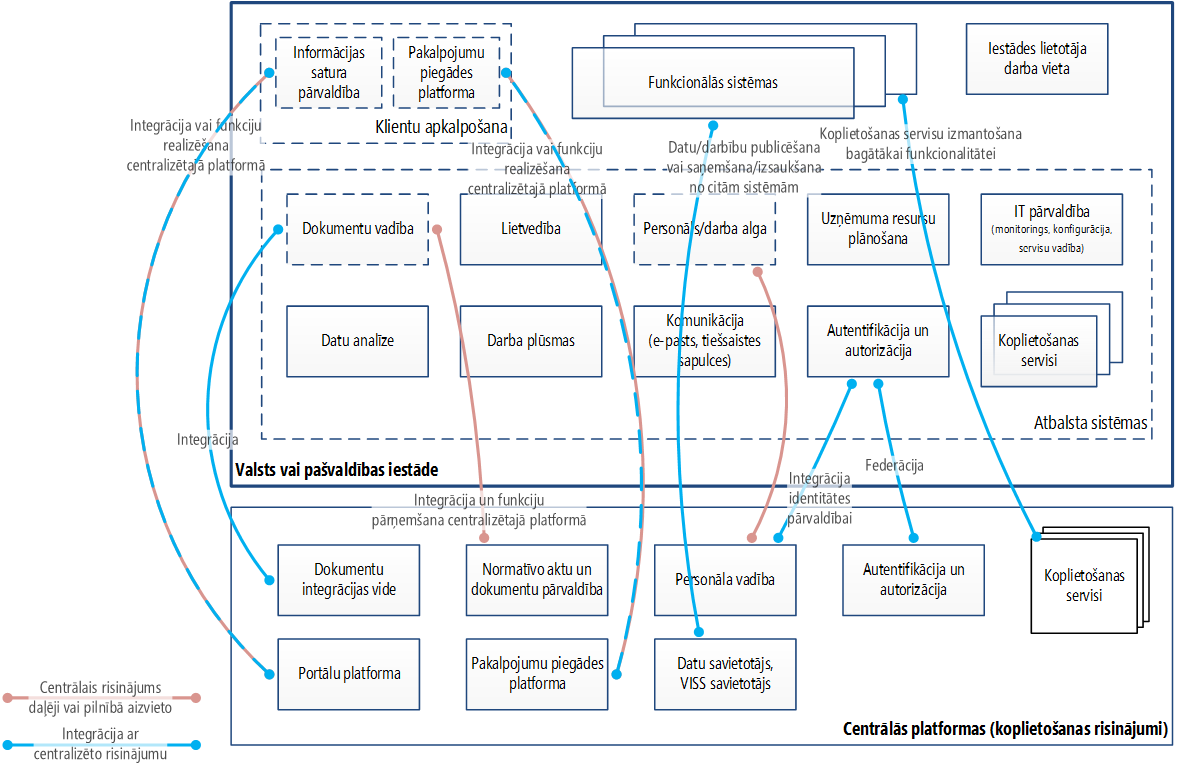 Informācijas
satura
pārvaldība
Pakalpojumu
piegādes
platforma
Klientu apkalpošana
Funkcionālās sistēmas
Iestādes lietotāja
darba vieta
Integrācija vai funkciju
realizēšana
centralizētajā platformā
Integrācija vai funkciju
realizēšana
centralizētajā platformā
Datu/darbību publicēšana
vai saņemšana/izsaukšana
no citām sistēmām
Koplietošanas servisu izmantošana
bagātākai funkcionalitātei
Dokumentu vadība
Lietvedība
Personāls/darba alga
Uzņēmuma resursu
plānošana
IT pārvaldība
(monitorings, konfigurācija,
servisu vadība)
Datu analīze
Darba plūsmas
Komunikācija
(e-pasts, tiešsaistes
sapulces)
Autentifikācija un
autorizācija
Koplietošanas
servisi
Atbalsta sistēmas
Integrācija
Valsts vai pašvaldības iestāde
Integrācija un funkciju
pārņemšana centralizētajā platformā
Integrācija
identitātes
pārvaldībai
Federācija
Dokumentu
integrācijas vide
Normatīvo aktu un
dokumentu pārvaldība
Personāla vadība
Autentifikācija un
autorizācija
Koplietošanas
servisi
Portālu platforma
Pakalpojumu piegādes
platforma
Datu savietotājs,
VISS savietotājs
Centrālās platformas (koplietošanas risinājumi)
Centrālais risinājums
daļēji vai pilnībā aizvieto
Integrācija ar
centralizēto risinājumu